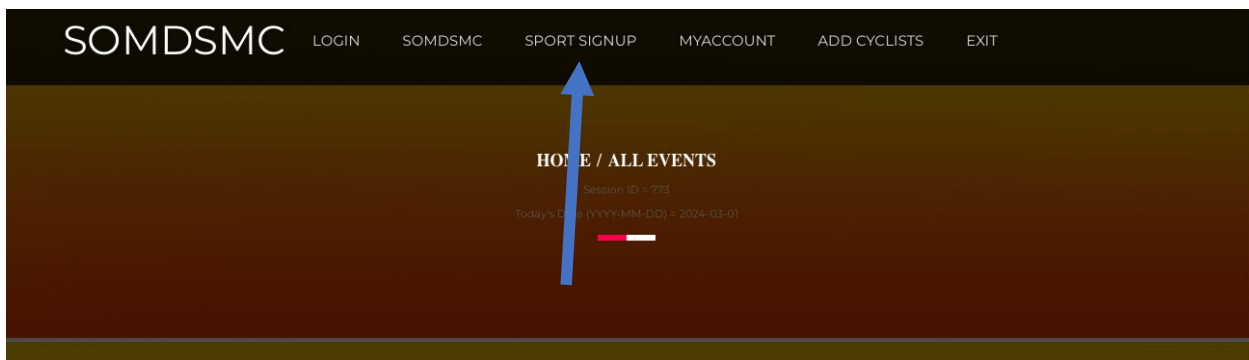 SOMDSMC LOGIN SOMDSMC SPORT SIGNUP MYACCOUNT ADD CYCLISTS EXIT
HOME / ALL EVENTS
Session ID = 773
Today's Date (YYYY-MM-DD) = 2024-03-01